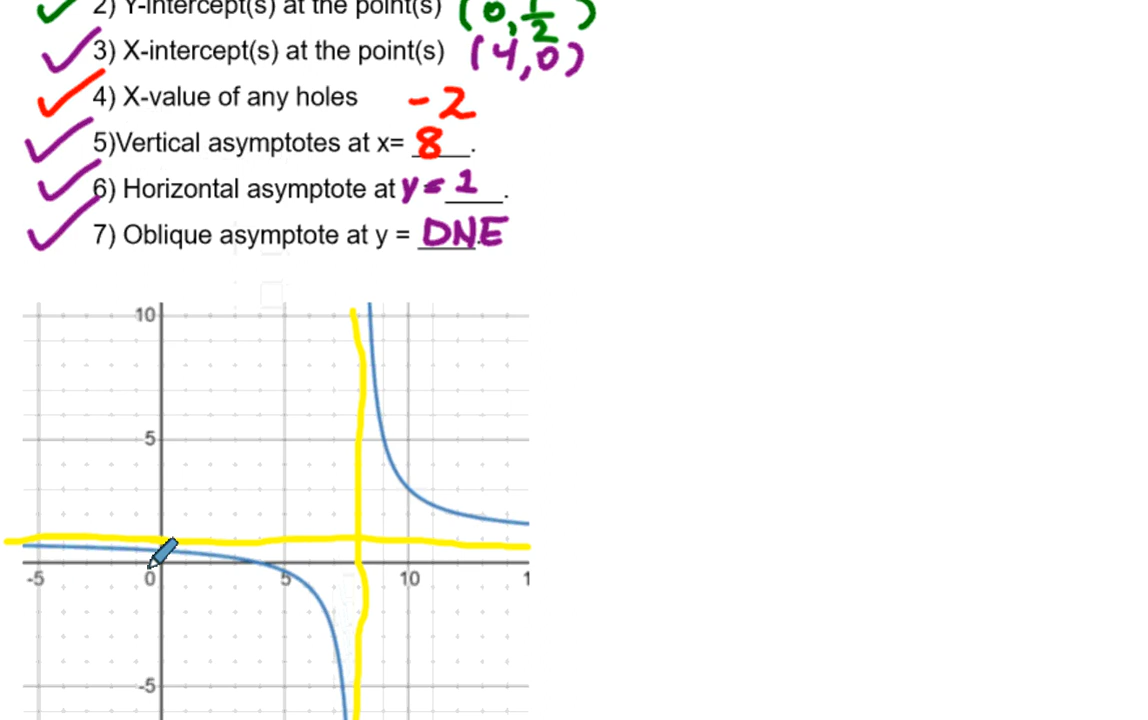 2) Y-intercept(s) at the point(s) (0, 1/2)
3) X-intercept(s) at the point(s) (4,0)
4) X-value of any holes -2
5)Vertical asymptotes at x= 8.
6) Horizontal asymptote at y = 1.
7) Oblique asymptote at y = DNE
10
5
-5 0 5 10 1
-5